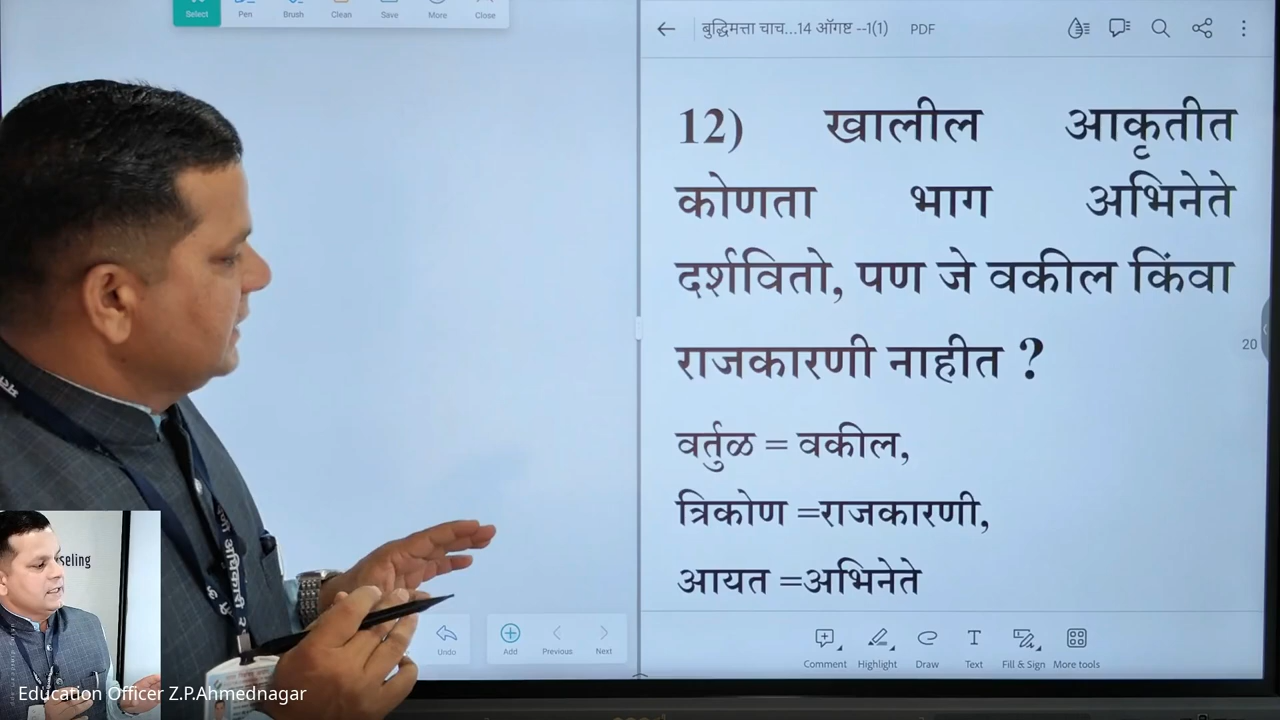 Select Pen Brush Clean Save More Close
बुद्धिमत्ता चाच...14 ऑगष्ट --1(1) PDF
12) खालील आकृतीत
कोणता भाग अभिनेते
दर्शवितो, पण जे वकील किंवा
राजकारणी नाहीत ?
20
वर्तुळ = वकील,
त्रिकोण =राजकारणी,
आयत =अभिनेते
Undo Add Previous Next
Comment Highlight Draw Text Fill & Sign More tools
seling
Education Officer Z.P.Ahmednagar